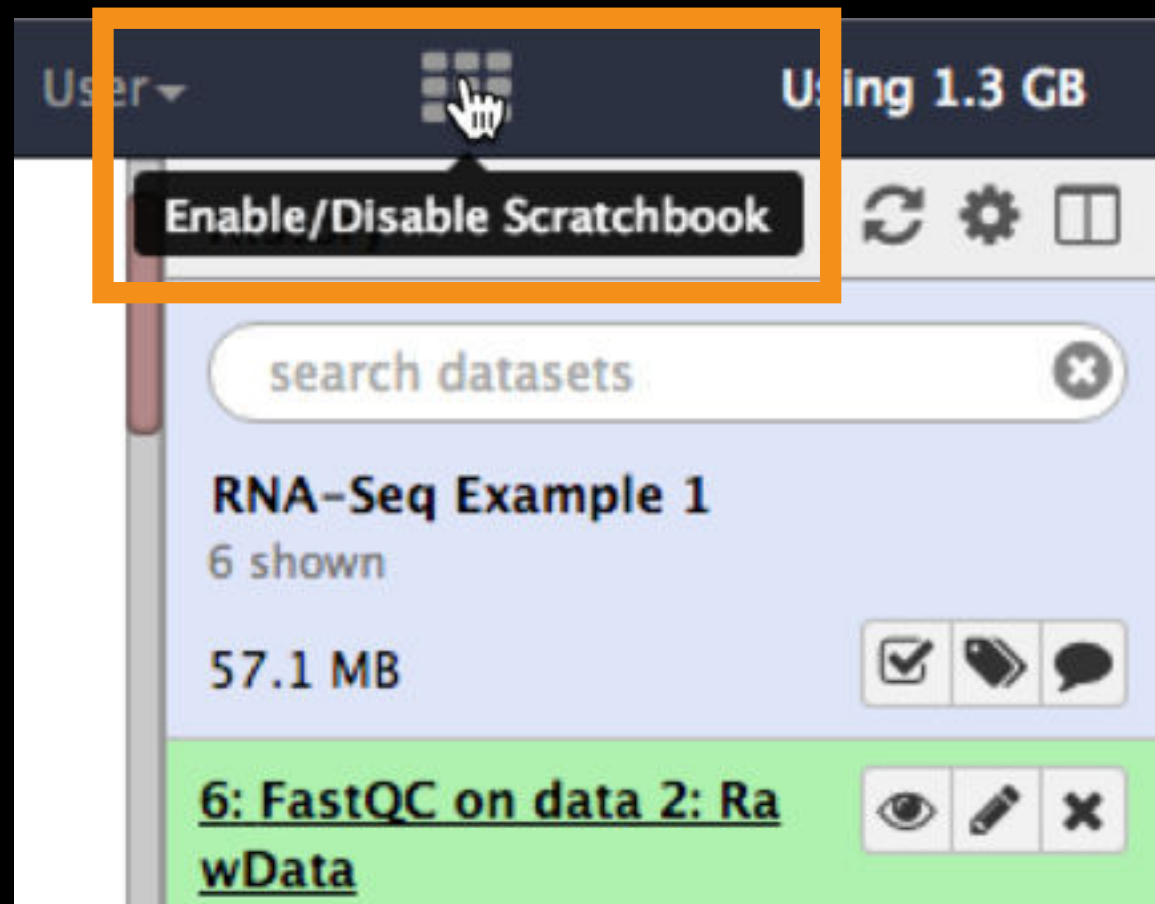 User
Using 1.3 GB
Enable/Disable Scratchbook
search datasets
RNA-Seq Example 1
6 shown
57.1 MB
6: FastQC on data 2: Ra
wData